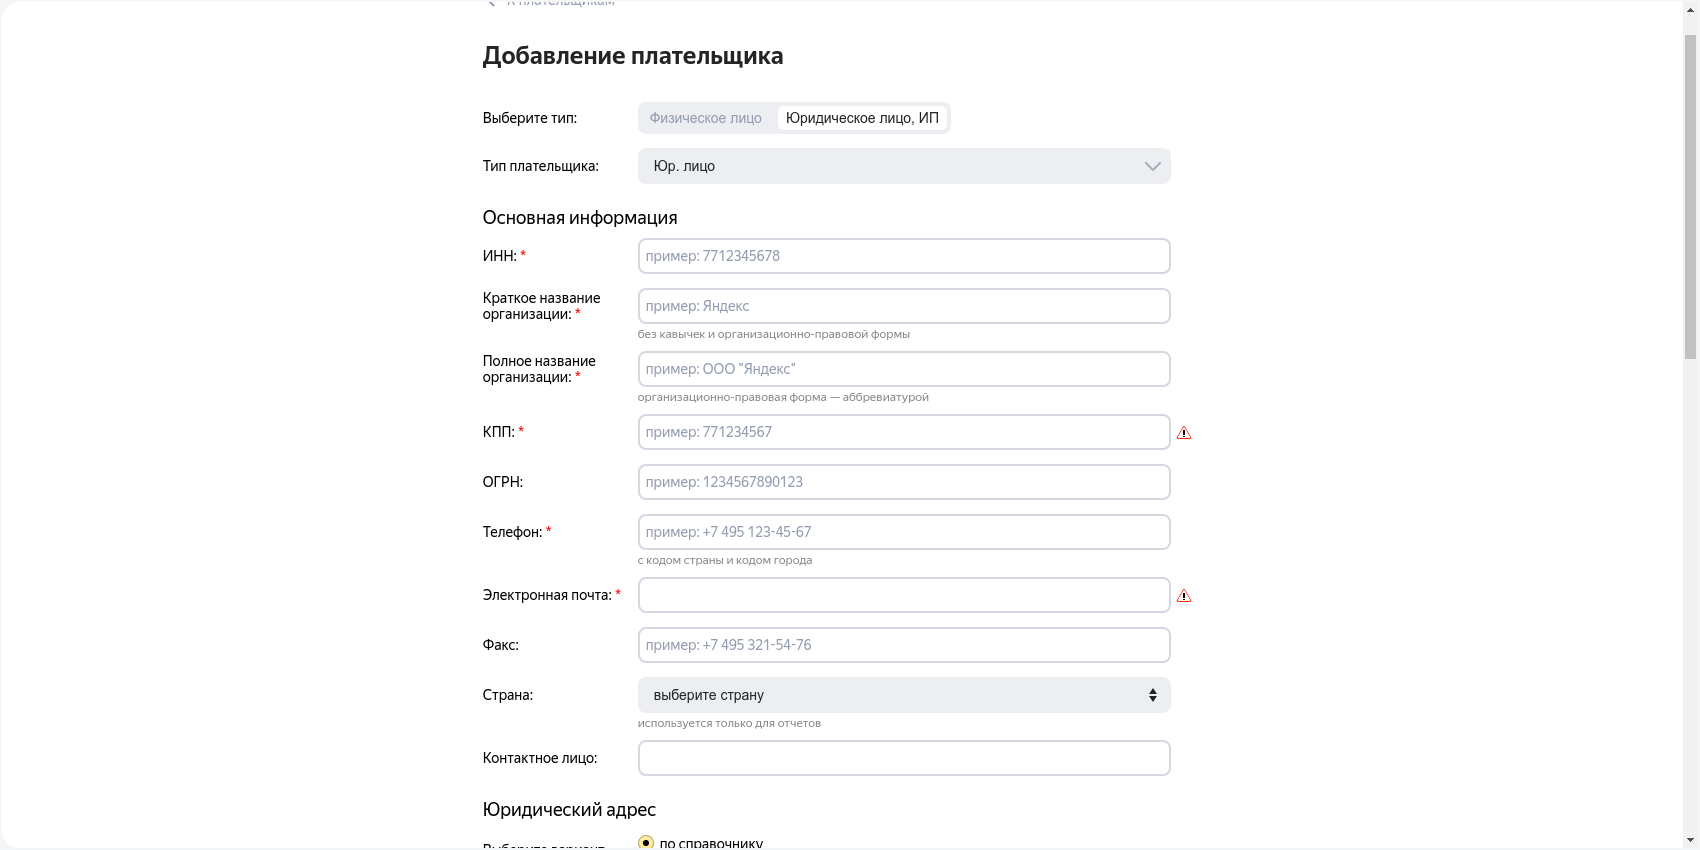 К плательщикам
Добавление плательщика
Выберите тип: Физическое лицо Юридическое лицо, ИП
Тип плательщика: Юр. лицо
Основная информация
ИНН: * пример: 7712345678
Краткое название
организации: * пример: Яндекс
без кавычек и организационно-правовой формы
Полное название
организации: * пример: ООО "Яндекс"
организационно-правовая форма — аббревиатурой
КПП: * пример: 771234567
ОГРН: пример: 1234567890123
Телефон: * пример: +7 495 123-45-67
с кодом страны и кодом города
Электронная почта: *
Факс: пример: +7 495 321-54-76
Страна: выберите страну
используется только для отчетов
Контактное лицо:
Юридический адрес
Выберите вариант по справочнику